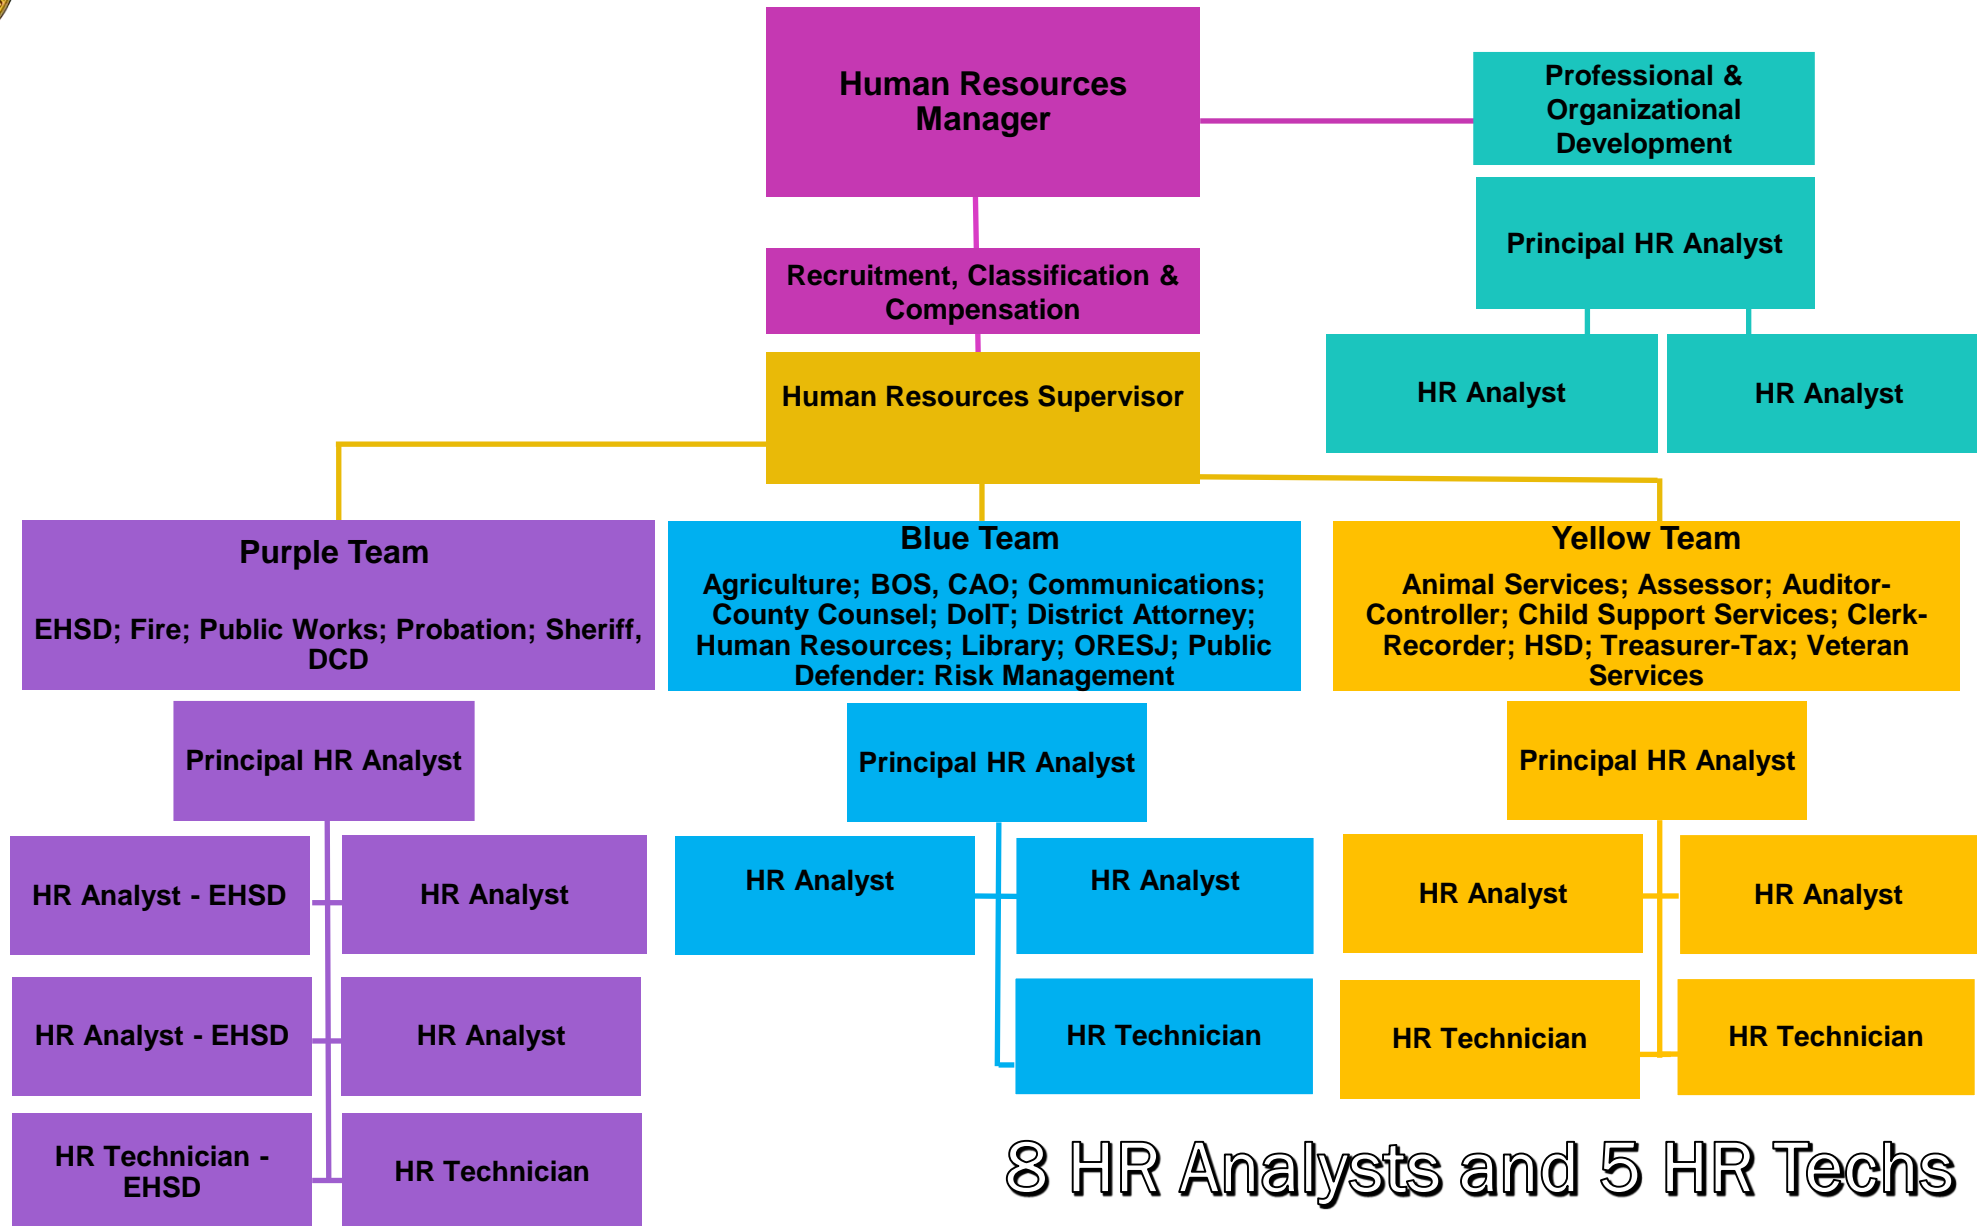 Human Resources
Manager
Professional &
Organizational
Development
Principal HR Analyst
HR Analyst
HR Analyst
Recruitment, Classification &
Compensation
Human Resources Supervisor
Purple Team
EHSD; Fire; Public Works; Probation; Sheriff,
DCD
Blue Team
Agriculture; BOS, CAO; Communications;
County Counsel; DoIT; District Attorney;
Human Resources; Library; ORESJ; Public
Defender: Risk Management
Yellow Team
Animal Services; Assessor; Auditor-
Controller; Child Support Services; Clerk-
Recorder; HSD; Treasurer-Tax; Veteran
Services
Principal HR Analyst
HR Analyst - EHSD
HR Analyst
HR Analyst - EHSD
HR Analyst
HR Technician -
EHSD
HR Technician
Principal HR Analyst
HR Analyst
HR Analyst
HR Technician
Principal HR Analyst
HR Analyst
HR Analyst
HR Technician
HR Technician
8 HR Analysts and 5 HR Techs